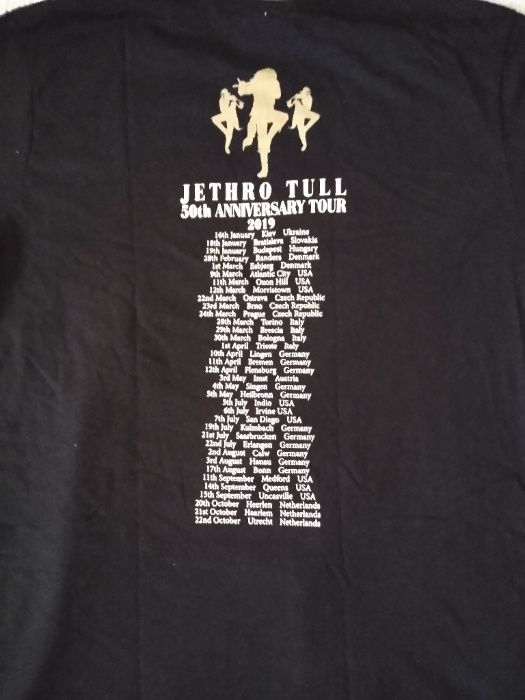 JETHRO TULL
50th ANNIVERSARY TOUR
2019
16th January Kiev Ukraine
18th January Bratislava Slovakia
19th January Budapest Hungary
28th February Randers Denmark
1st March Esbjerg Denmark
9th March Atlantic City USA
11th March Oxon Hill USA
12th March Morristown USA
22nd March Ostrava Czech Republic
23rd March Brno Czech Republic
24th March Prague Czech Republic
28th March Torino Italy
29th March Brescia Italy
30th March Bologna Italy
1st April Trieste Italy
10th April Lingen Germany
11th April Bremen Germany
12th April Flensburg Germany
3rd May Imst Austria
4th May Singen Germany
5th May Heilbronn Germany
5th July Indio USA
6th July Irvine USA
7th July San Diego USA
19th July Kulmbach Germany
21st July Saarbrucken Germany
22nd July Erlangen Germany
2nd August Calw Germany
3rd August Hanau Germany
17th August Bonn Germany
11th September Medford USA
14th September Queens USA
15th September Uncasville USA
20th October Heerlen Netherlands
21st October Haarlem Netherlands
22nd October Utrecht Netherlands